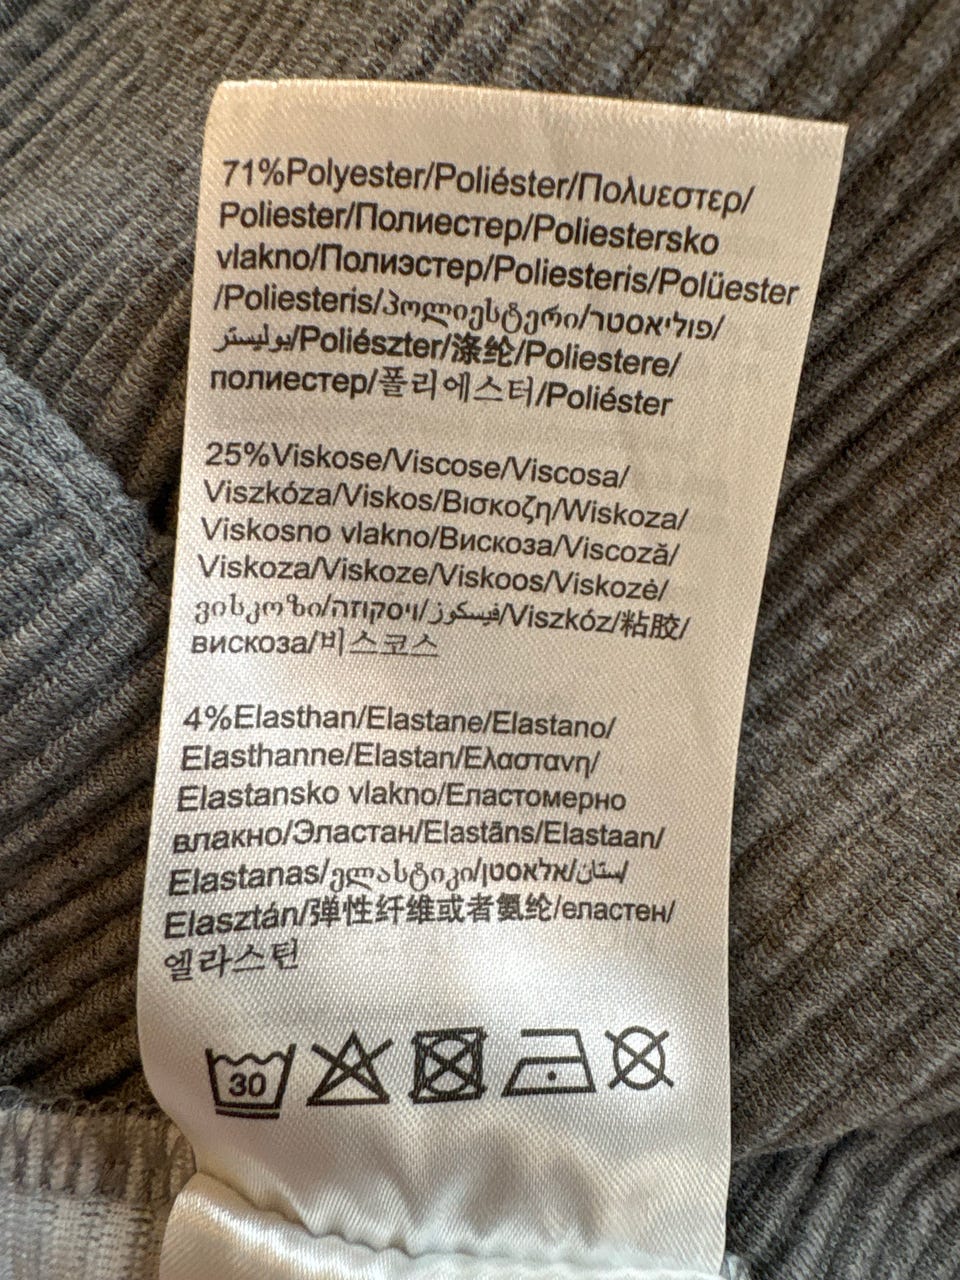 71%Polyester/Poliéster/Πολυεστερ/
Poliester/Полиестер/Poliestersko
vlakno/Полиэстер/Poliesteris/Polüester
/Poliesteris/პოლიესტერი/פוליאסטר/
بوليستر/Poliészter/涤纶/Poliestere/
полиестер/폴리에스터/Poliéster
25%Viskose/Viscose/Viscosa/
Viszkóza/Viskos/Βισκοζη/Wiskoza/
Viskosno vlakno/Вискоза/Viscoză/
Viskoza/Viskoze/Viskoos/Viskozė/
ვისკოზი/ויסקוזה/فيسكوز/Viszkóz/粘胶/
вискоза/비스코스
4%Elasthan/Elastane/Elastano/
Elasthanne/Elastan/Ελαστανη/
Elastansko vlakno/Еластомерно
влакно/Эластан/Elastāns/Elastaan/
Elastanas/ელასტიკი/אלאסטן/
Elasztán/弹性纤维或者氨纶/еластен/
엘라스틴
30